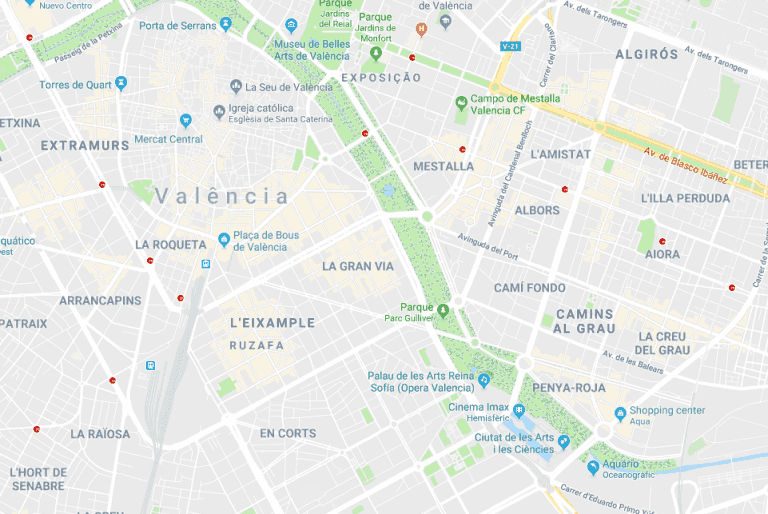 Nuevo Centro
Passeig de la Petxina
Porta de Serrans
Parque
Jardins
del Reial
Parque
Jardins de
Monfort
de València
Av. dels Tarongers
V-21
Carrer del Clariano
Av. dels Tarongers
ALGIRÓS
Museu de Belles
Arts de València
EXPOSIÇÃO
Torres de Quart
La Seu de València
Igreja católica
Església de Santa Caterina
Campo de Mestalla
Valencia CF
PETXINA
Mercat Central
EXTRAMURS
MESTALLA
L'AMISTAT
Av. de Blasco Ibáñez
BETER
Avinguda del Cardenal Benlloch
València
L'ILLA PERDUDA
ALBORS
quático
est
LA ROQUETA
Plaça de Bous
de València
Avinguda del Port
AIORA
LA GRAN VIA
CAMÍ FONDO
ARRANCAPINS
Parque
Parc Gulliver
CAMINS
AL GRAU
PATRAIX
L'EIXAMPLE
RUZAFA
LA CREU
DEL GRAU
Av. de les Balears
Palau de les Arts Reina
Sofía (Opera Valencia)
PENYA-ROJA
Cinema Imax
Hemisfèric
Shopping center
Aqua
LA RAÏOSA
EN CORTS
Ciutat de les Arts
i les Ciències
L'HORT DE
SENABRE
Aquário
Oceanogràfic
Carrer d'Eduardo Primo Yúf